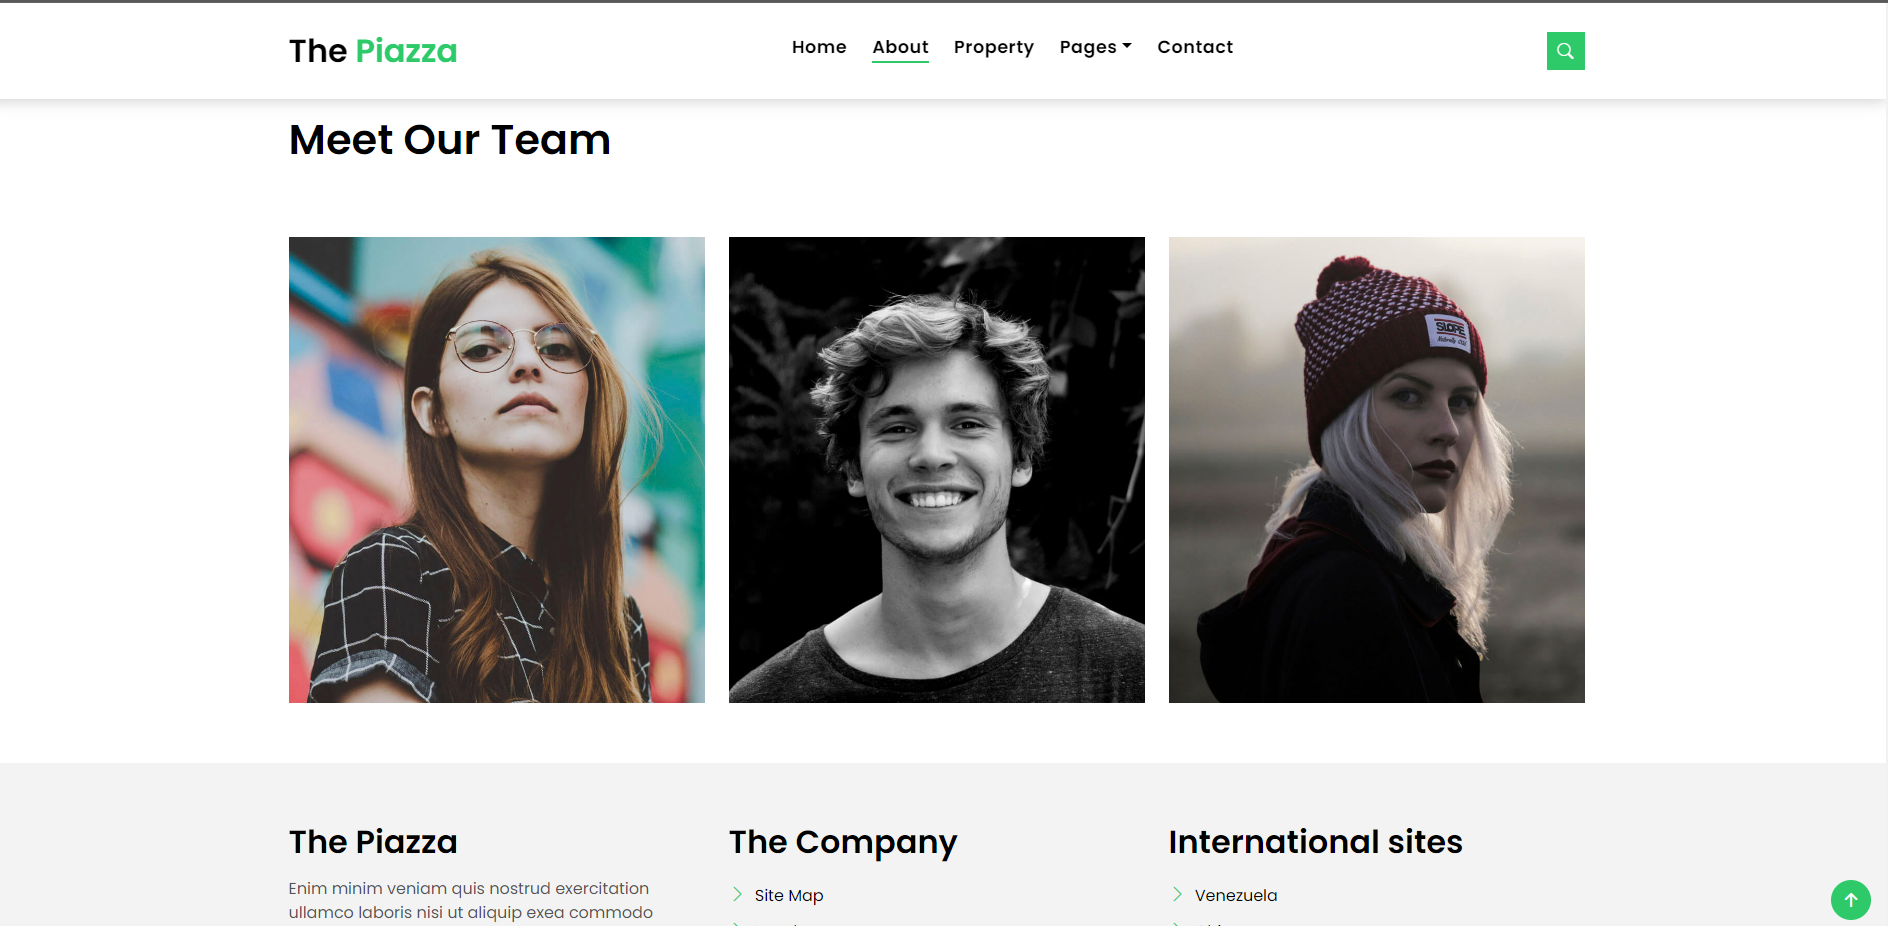 The Piazza
Home About Property Pages Contact
Meet Our Team
SLOPE
The Piazza
Enim minim veniam quis nostrud exercitation
ullamco laboris nisi ut aliquip exea commodo
The Company
Site Map
International sites
Venezuela